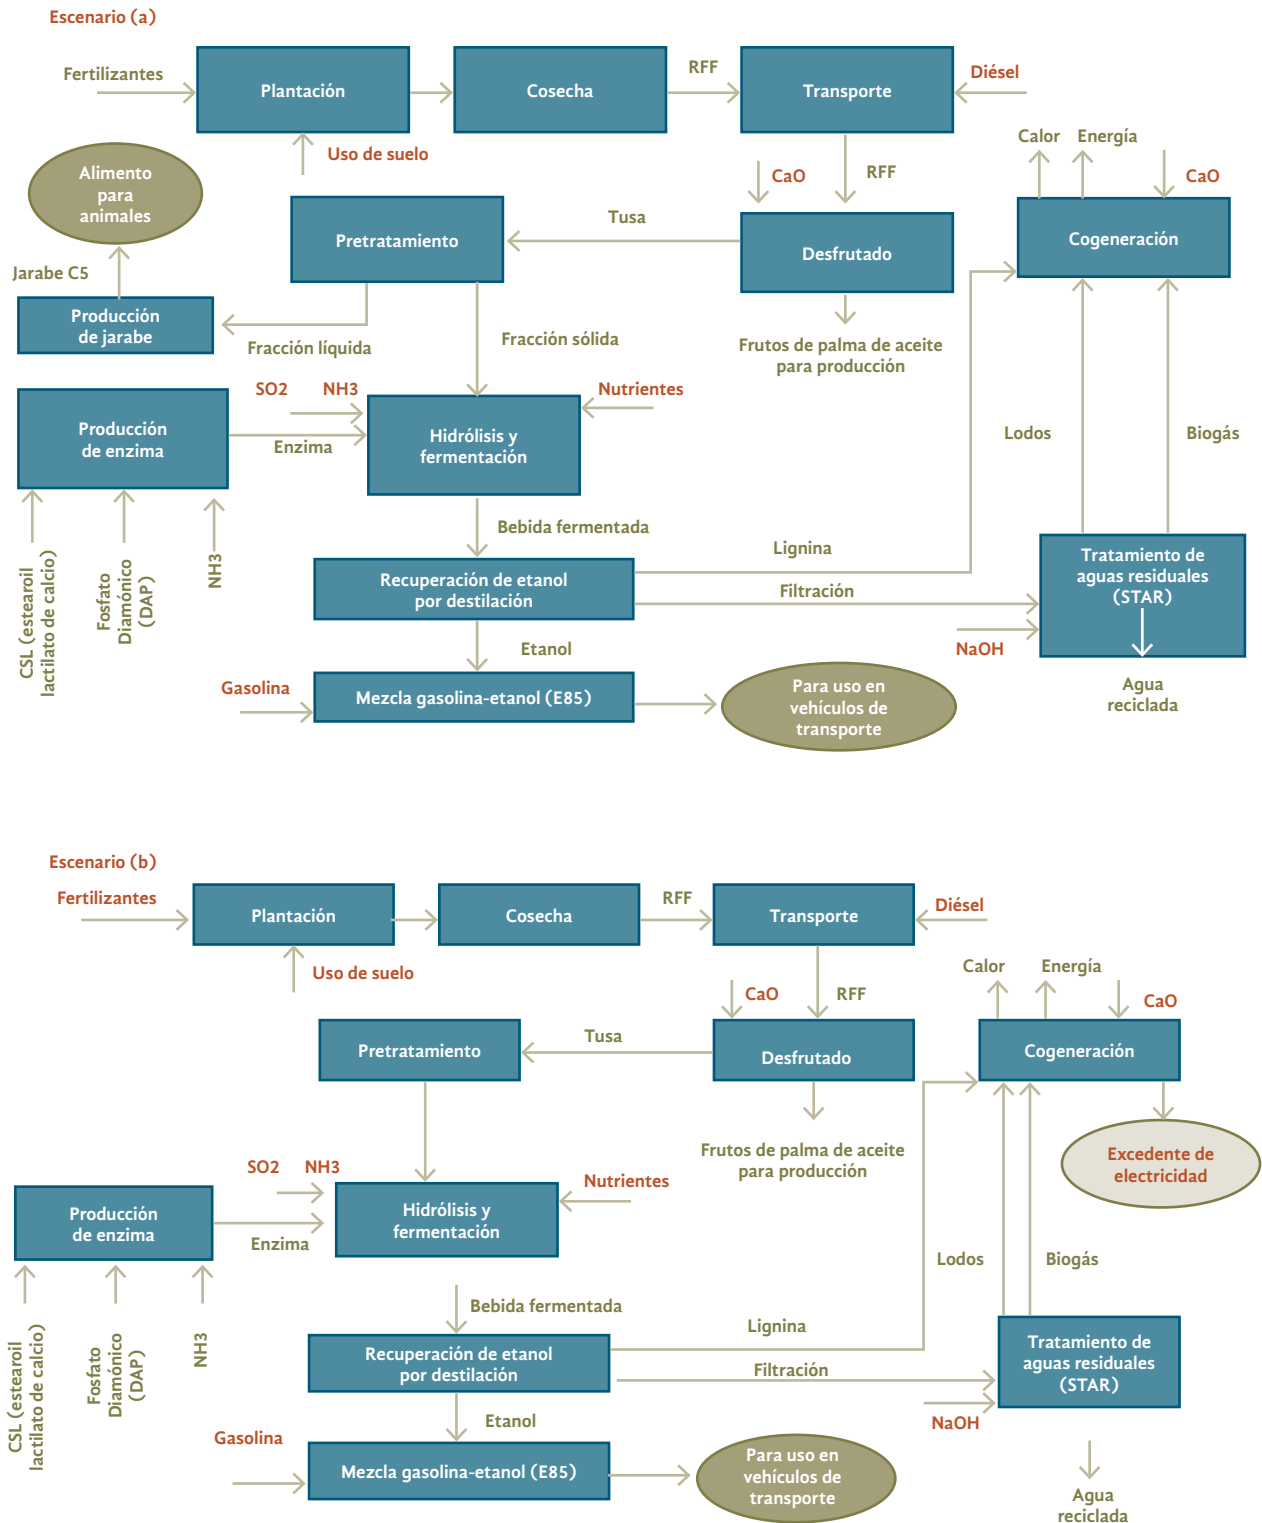 Escenario (a)
Fertilizantes
Plantación
Cosecha
RFF
Transporte
Diésel
Uso de suelo
Alimento
para
animales
CaO
RFF
Calor
Energía
CaO
Pretratamiento
Tusa
Desfrutado
Cogeneración
Jarabe C5
Producción
de jarabe
Fracción líquida
Fracción sólida
Frutos de palma de aceite
para producción
SO2
NH3
Nutrientes
Producción
de enzima
Enzima
Hidrólisis y
fermentación
Lodos
Biogás
CSL (estearoil
lactilato de calcio)
Fosfato
Diamónico
(DAP)
NH3
Bebida fermentada
Recuperación de etanol
por destilación
Lignina
Filtración
Tratamiento de
aguas residuales
(STAR)
NaOH
Etanol
Gasolina
Mezcla gasolina-etanol (E85)
Para uso en
vehículos de
transporte
Agua
reciclada
Escenario (b)
Fertilizantes
Plantación
Cosecha
RFF
Transporte
Diésel
Uso de suelo
CaO
RFF
Calor
Energía
CaO
Pretratamiento
Tusa
Desfrutado
Cogeneración
Frutos de palma de aceite
para producción
Excedente de
electricidad
SO2
NH3
Nutrientes
Producción
de enzima
Enzima
Hidrólisis y
fermentación
Lodos
Biogás
CSL (estearoil
lactilato de calcio)
Fosfato
Diamónico
(DAP)
NH3
Bebida fermentada
Recuperación de etanol
por destilación
Lignina
Filtración
Tratamiento de
aguas residuales
(STAR)
NaOH
Etanol
Gasolina
Mezcla gasolina-etanol (E85)
Para uso en
vehículos de
transporte
Agua
reciclada